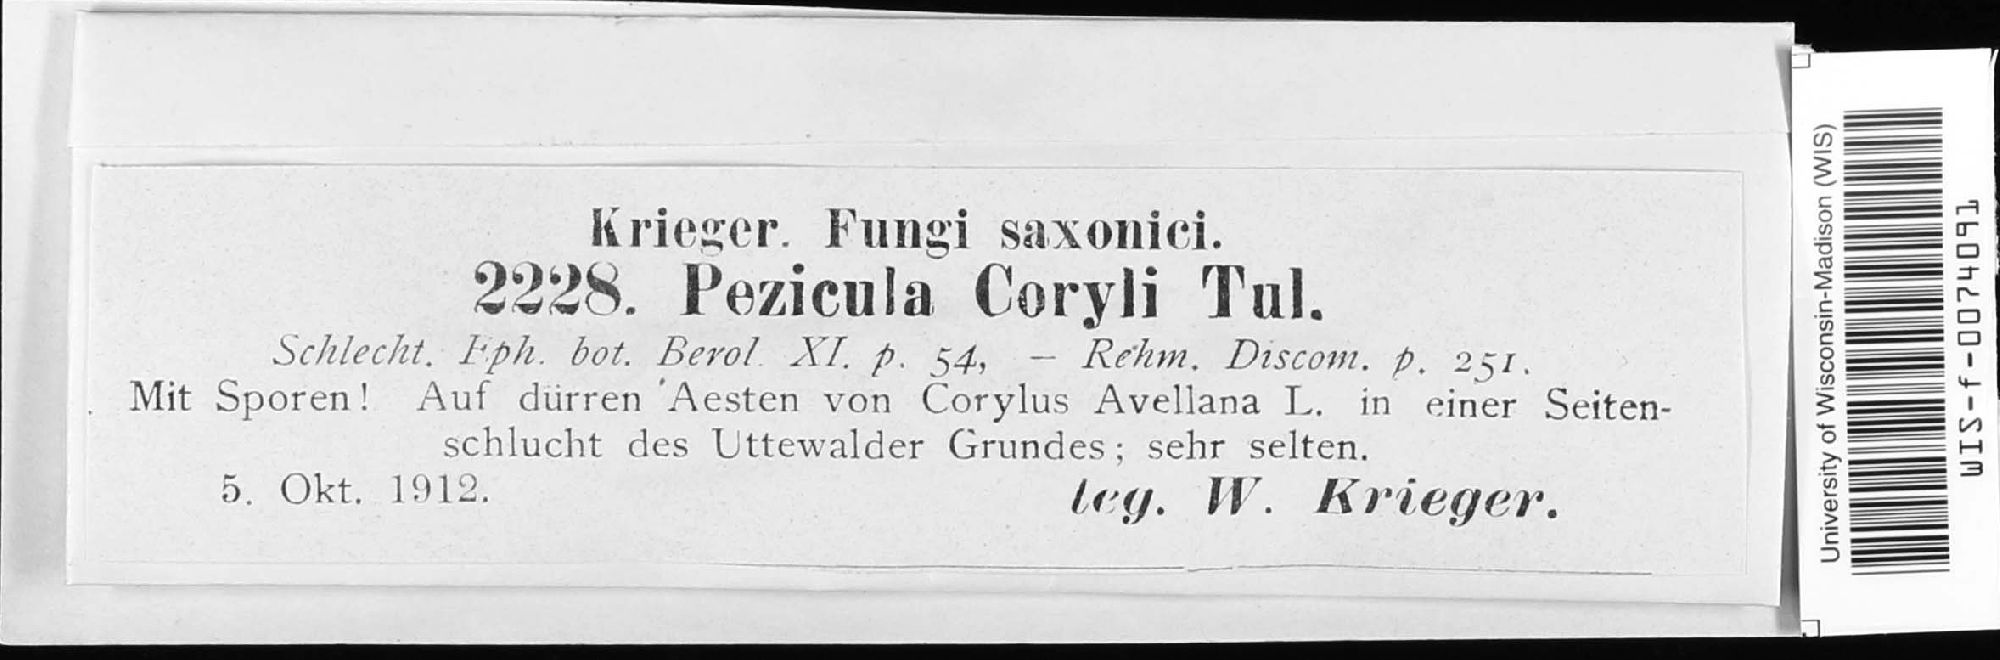 Krieger. Fungi saxonici.
2228. Pezicula Coryli Tul.
Schlecht. Eph. bot. Berol. XI. p. 54, — Rehm. Discom. p. 251.
Mit Sporen! Auf dürren Aesten von Corylus Avellana L. in einer Seiten-
schlucht des Uttewalder Grundes; sehr selten.
5. Okt. 1912.
leg. W. Krieger.
University of Wisconsin-Madison (WIS)
WIS-f-0074091